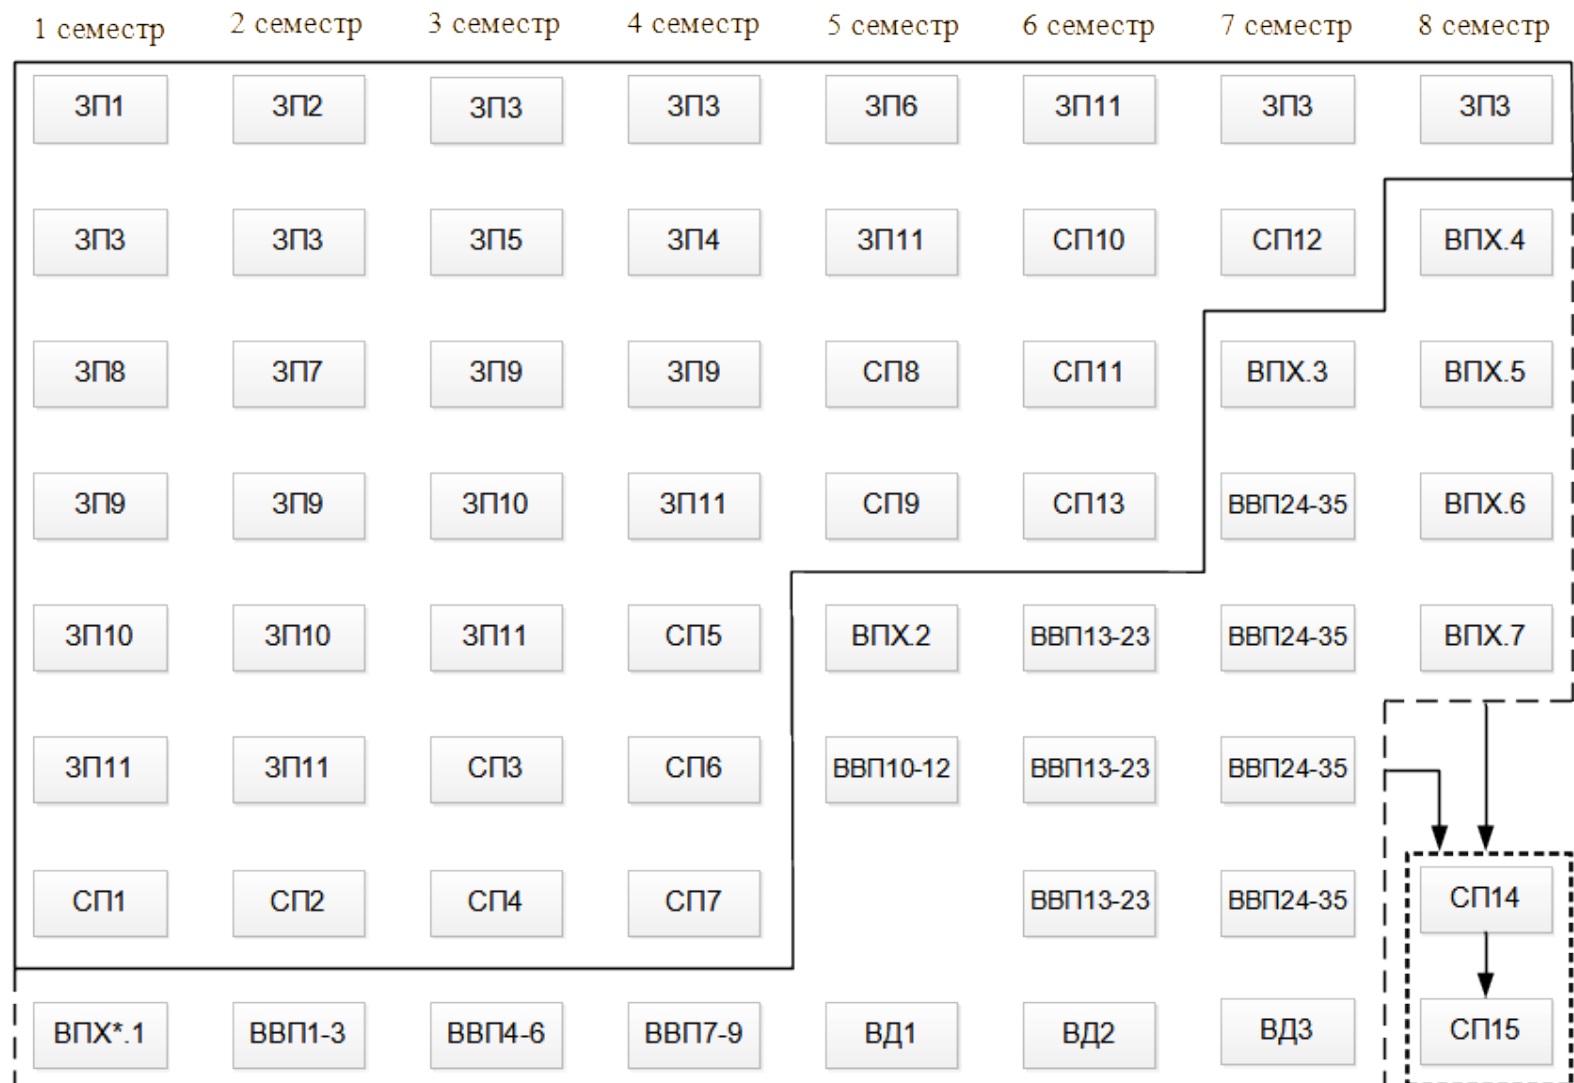 1 семестр 2 семестр 3 семестр 4 семестр 5 семестр 6 семестр 7 семестр 8 семестр
ЗП1 ЗП2 ЗП3 ЗП3 ЗП6 ЗП11 ЗП3 ЗП3
ЗП3 ЗП3 ЗП5 ЗП4 ЗП11 СП10 СП12 ВПХ.4
ЗП8 ЗП7 ЗП9 ЗП9 СП8 СП11 ВПХ.3 ВПХ.5
ЗП9 ЗП9 ЗП10 ЗП11 СП9 СП13 ВВП24-35 ВПХ.6
ЗП10 ЗП10 ЗП11 СП5 ВПХ.2 ВВП13-23 ВВП24-35 ВПХ.7
ЗП11 ЗП11 СП3 СП6 ВВП10-12 ВВП13-23 ВВП24-35
СП1 СП2 СП4 СП7 ВВП13-23 ВВП24-35 СП14
ВПХ*.1 ВВП1-3 ВВП4-6 ВВП7-9 ВД1 ВД2 ВД3 СП15